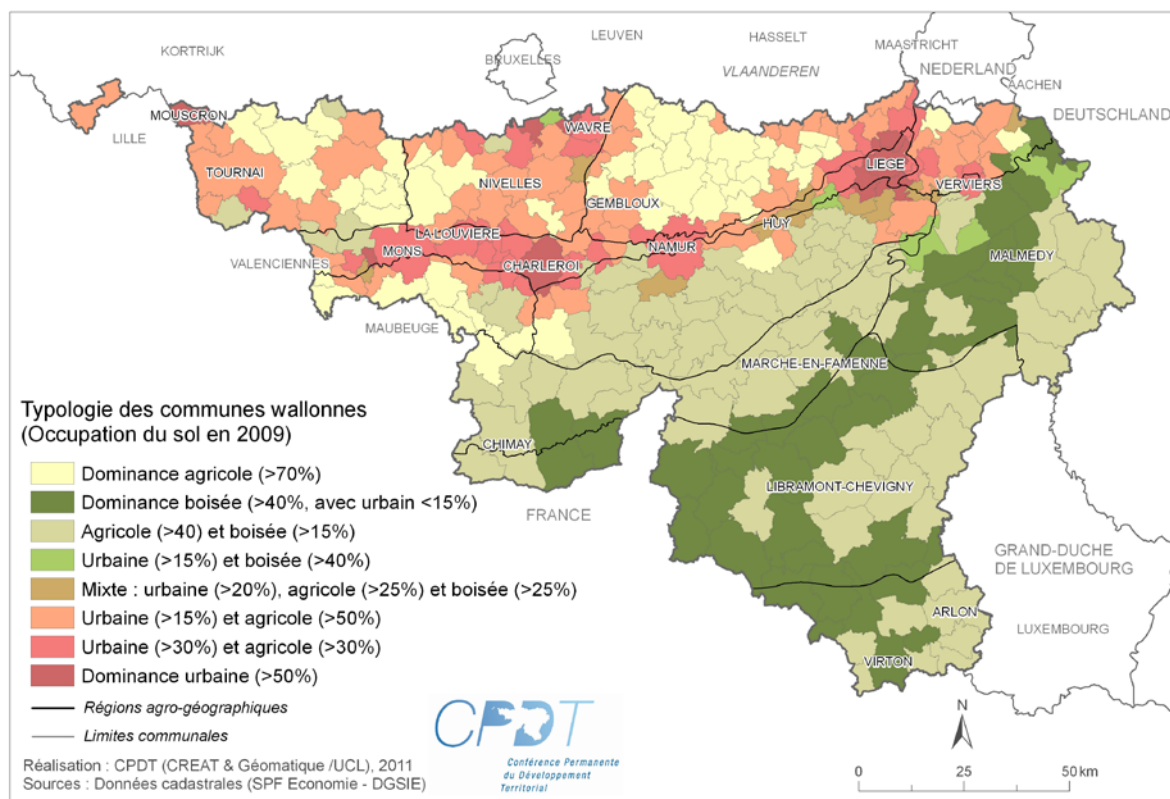 KORTRIJK
LEUVEN
HASSELT
MAASTRICHT
BRUXELLES
VLAANDEREN
NEDERLAND
AACHEN
DEUTSCHLAND
MOUSCRON
LILLE
WAVRE
LIEGE
TOURNAI
NIVELLES
VERVIERS
GEMBLOUX
HUY
LA-LOUVIERE
MONS
NAMUR
VALENCIENNES
CHARLEROI
MALMEDY
MAUBEUGE
MARCHE-EN-FAMENNE
CHIMAY
LIBRAMONT-CHEVIGNY
FRANCE
GRAND-DUCHE
DE LUXEMBOURG
ARLON
LUXEMBOURG
VIRTON
Typologie des communes wallonnes
(Occupation du sol en 2009)
Dominance agricole (>70%)
Dominance boisée (>40%, avec urbain <15%)
Agricole (>40) et boisée (>15%)
Urbaine (>15%) et boisée (>40%)
Mixte : urbaine (>20%), agricole (>25%) et boisée (>25%)
Urbaine (>15%) et agricole (>50%)
Urbaine (>30%) et agricole (>30%)
Dominance urbaine (>50%)
Régions agro-géographiques
Limites communales
Réalisation : CPDT (CREAT & Géomatique /UCL), 2011
Sources : Données cadastrales (SPF Economie - DGSIE)
CPDT
Conférence Permanente
du Développement
Territorial
N
0 25 50 km